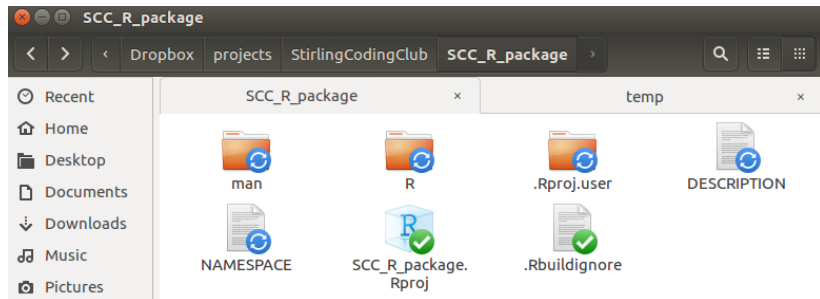 SCC_R_package
Dropbox projects StirlingCodingClub SCC_R_package
Recent
Home
Desktop
Documents
Downloads
Music
Pictures
SCC_R_package × temp ×
man R .Rproj.user DESCRIPTION
NAMESPACE SCC_R_package. .Rbuildignore
Rproj